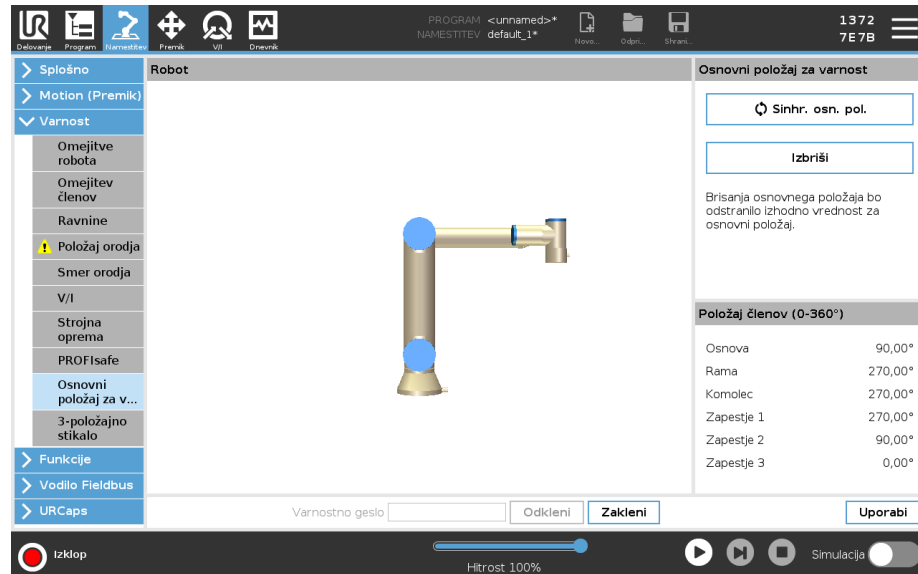 PROGRAM <unnamed>*
NAMESTITEV default_1*
Delovanje
Program
Namestitev
Premik
V/I
Dnevnik
Novo...
Odpri...
Shrani...
1372
7E7B
Splošno
Motion (Premik)
Varnost
Omejitve
robota
Omejitev
členov
Ravnine
Položaj orodja
Smer orodja
V/I
Strojna
oprema
PROFIsafe
Osnovni
položaj za v...
3-položajno
stikalo
Funkcije
Vodilo Fieldbus
URCaps
Robot
Osnovni položaj za varnost
Sinhr. osn. pol.
Izbriši
Brisanja osnovnega položaja bo
odstranilo izhodno vrednost za
osnovni položaj.
Položaj členov (0-360°)
Osnova 90,00°
Rama 270,00°
Komolec 270,00°
Zapestje 1 270,00°
Zapestje 2 90,00°
Zapestje 3 0,00°
Varnostno geslo
Odkleni
Zakleni
Uporabi
Izklop
Hitrost 100%
Simulacija